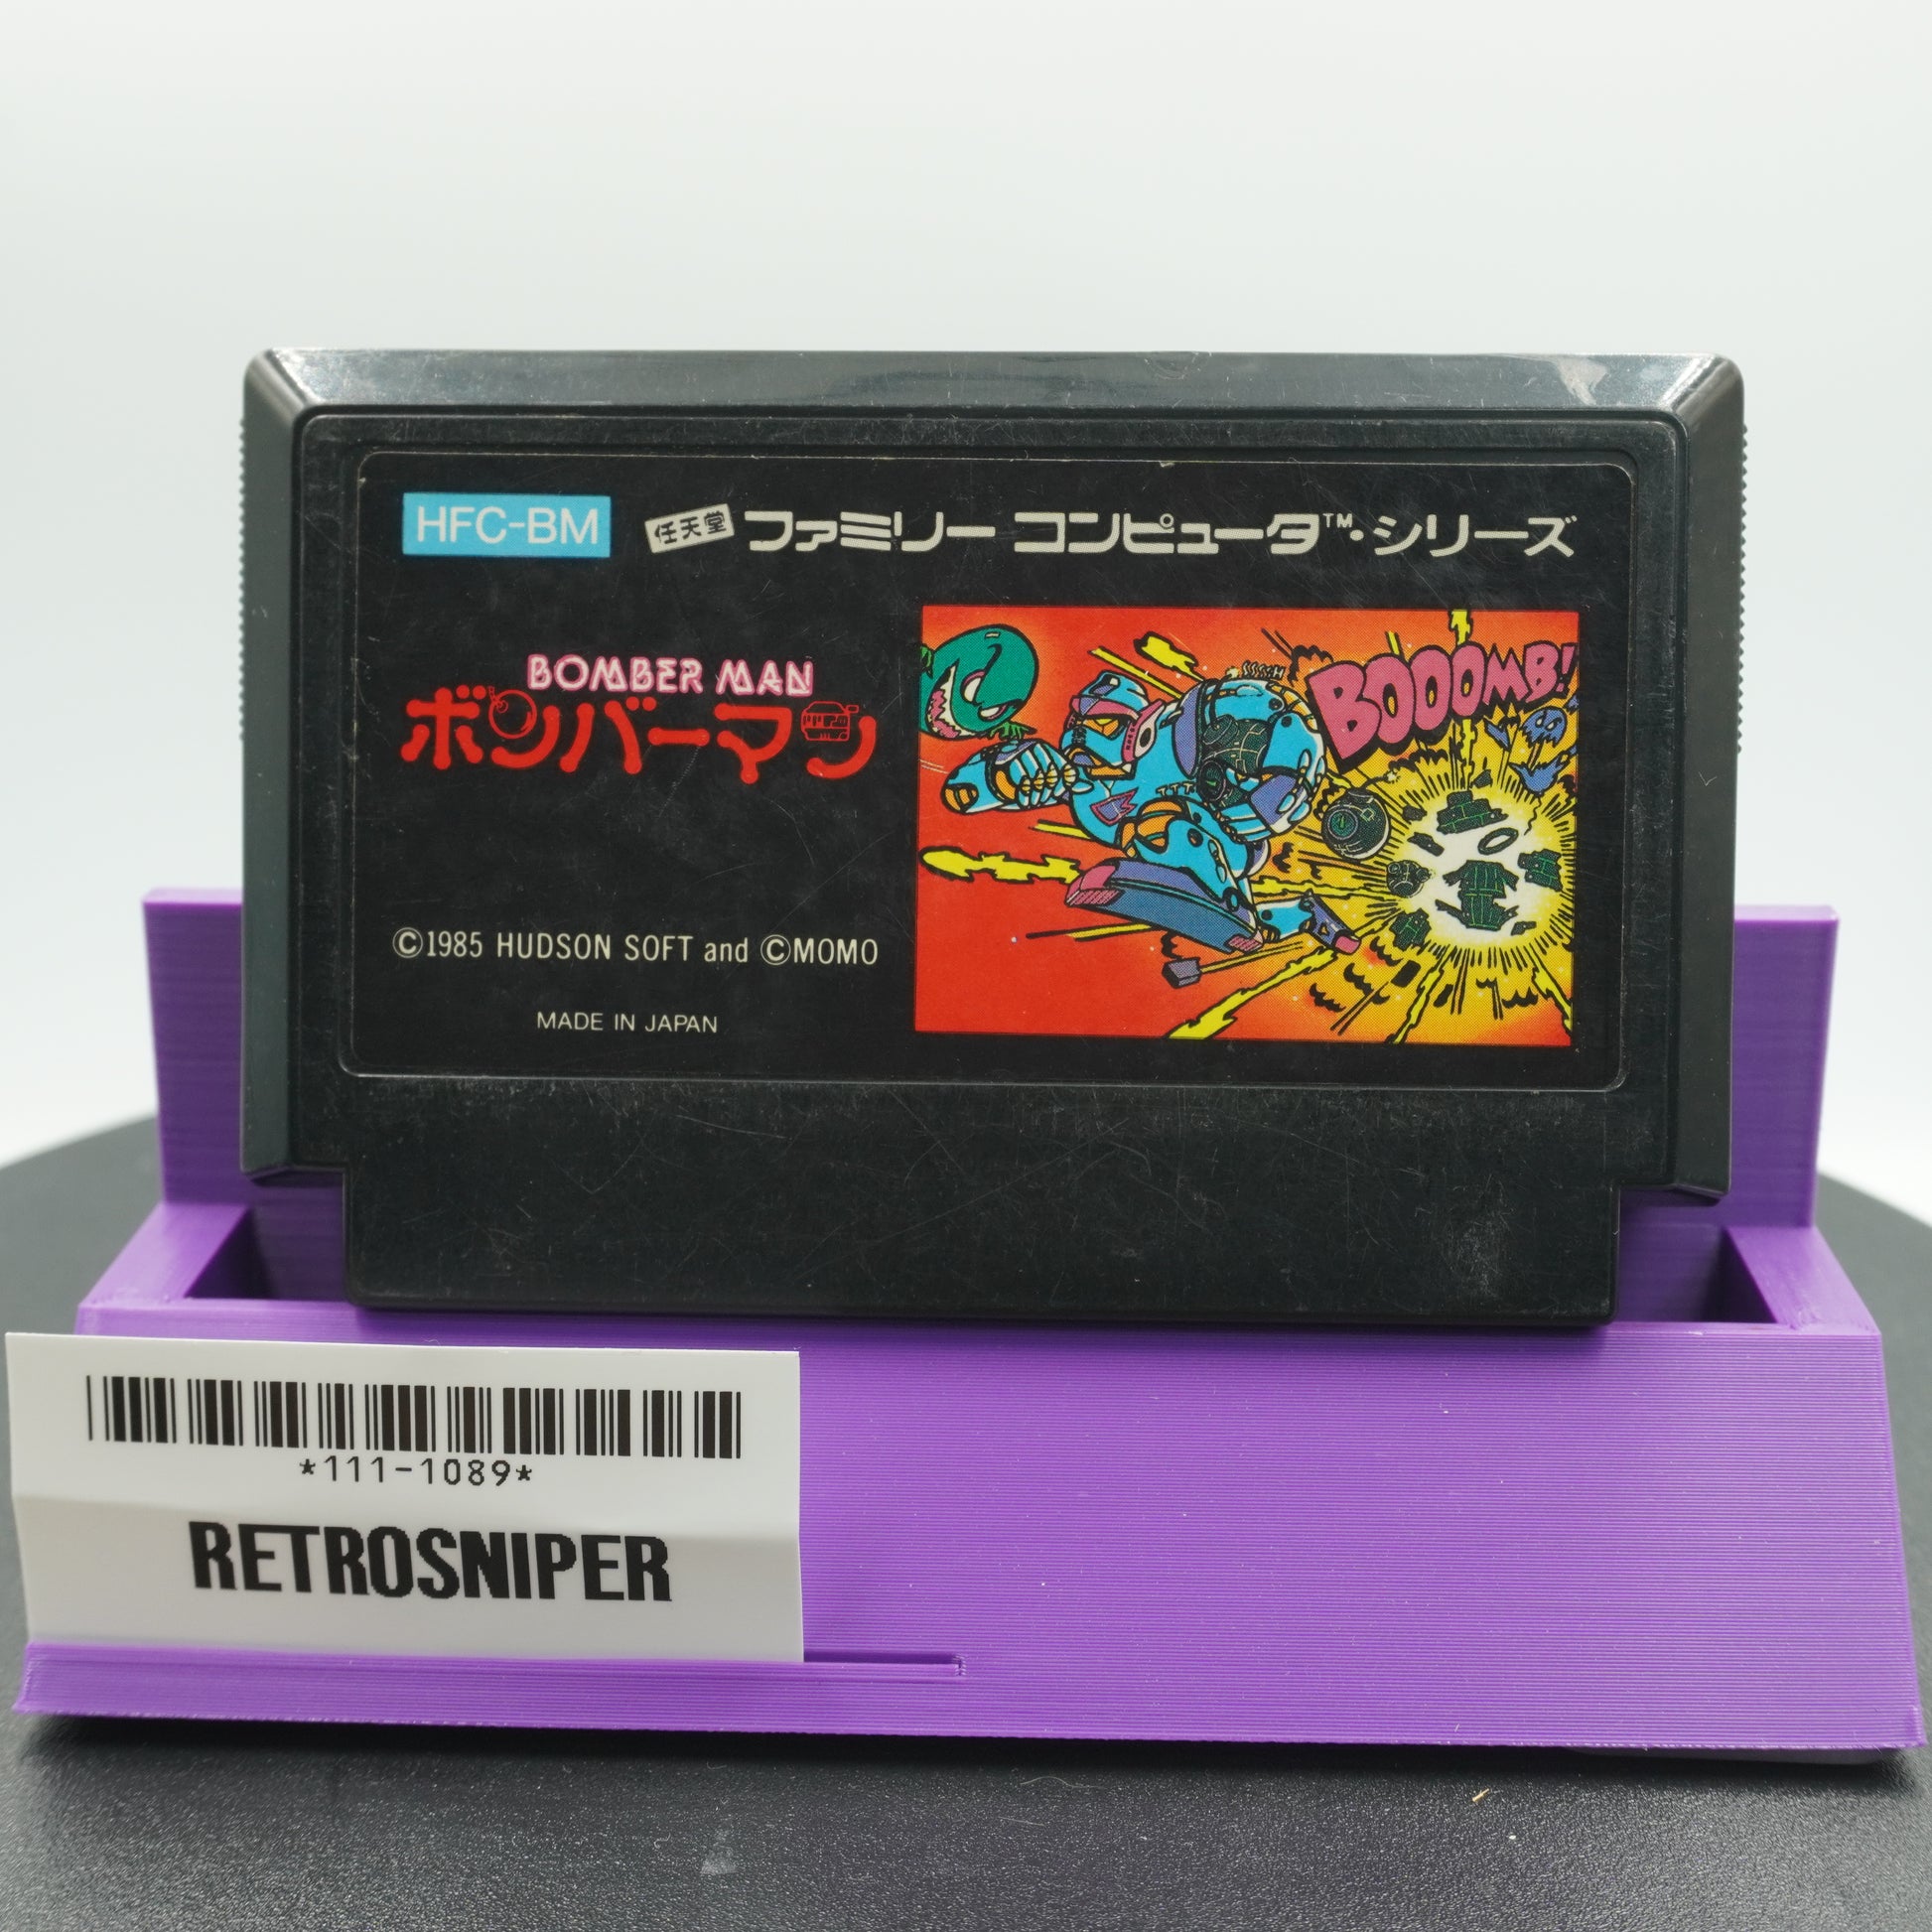 HFC-BM
任天堂 ファミリー コンピュータ™・シリーズ
BOMBER MAN
ボンバーマン
BOOOMB!
©1985 HUDSON SOFT and ©MOMO
MADE IN JAPAN
*111-1089*
RETROSNIPER